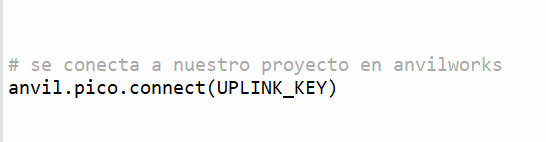 # se conecta a nuestro proyecto en anvilworks
anvil.pico.connect(UPLINK_KEY)